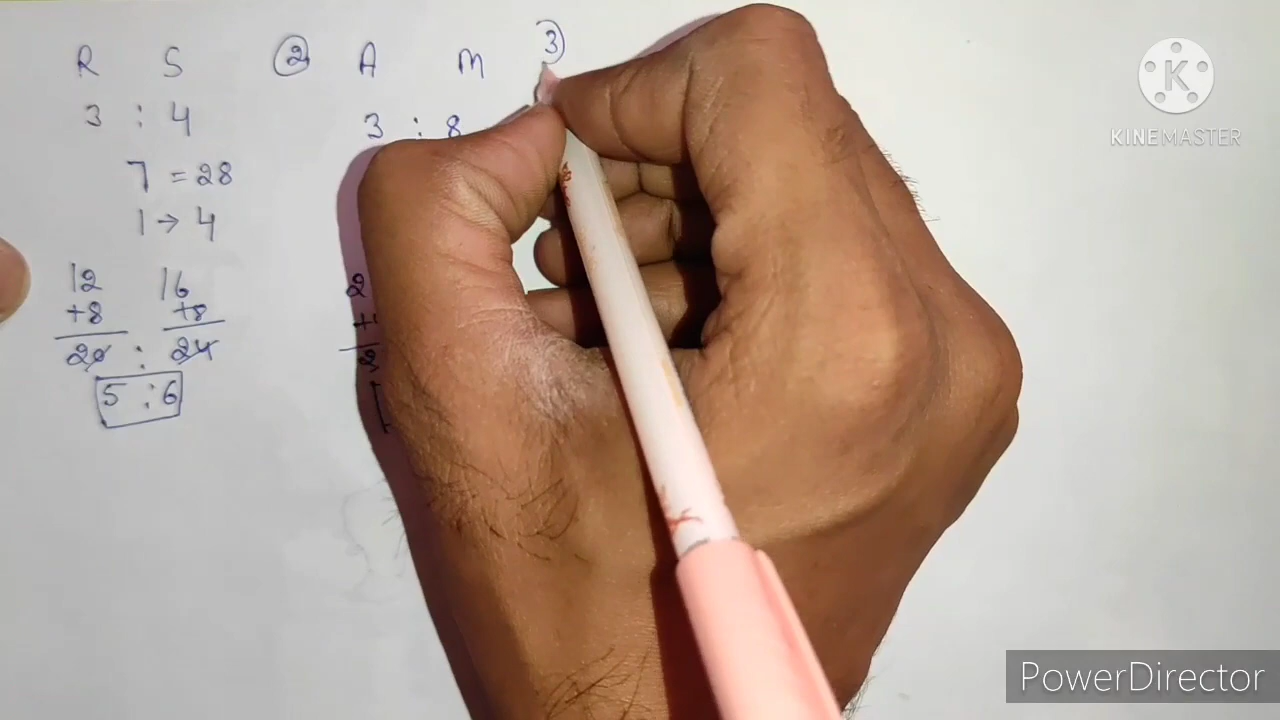 R S
3 : 4
7 = 28
1 → 4
12 16
+8 +8
20 : 24
5 : 6
2 A M
3 : 8
3
KINEMASTER
PowerDirector